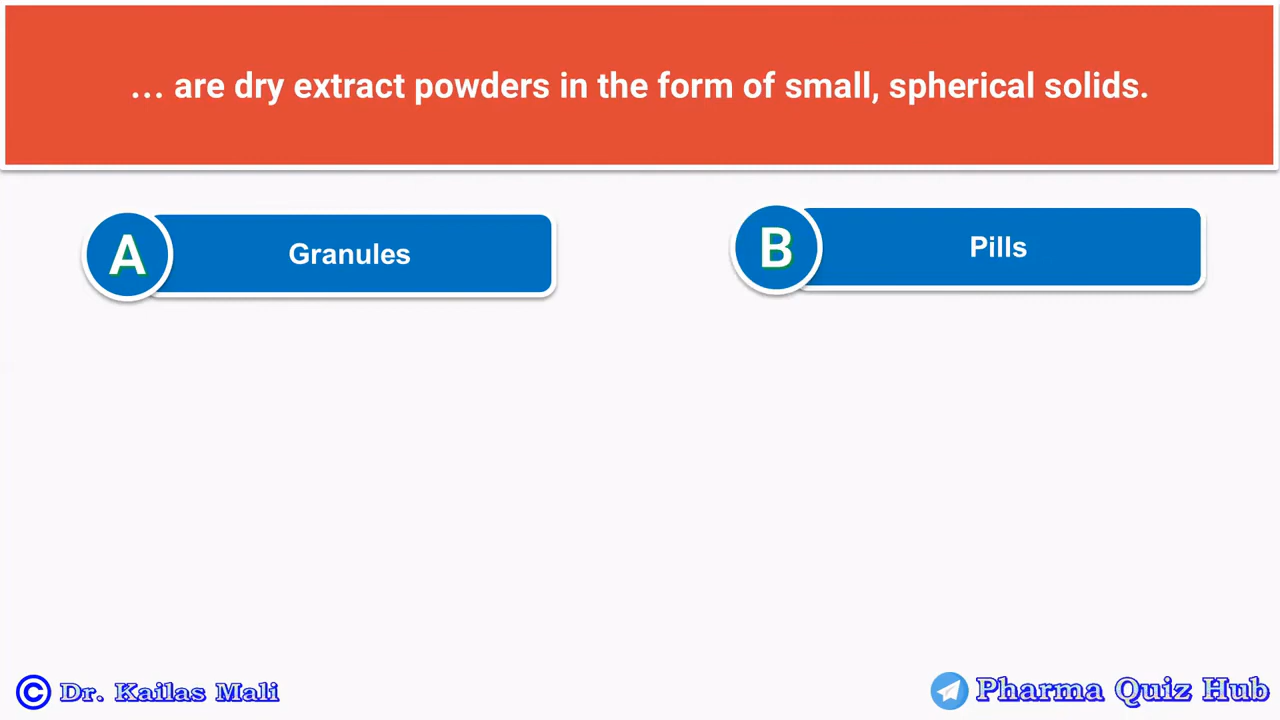 … are dry extract powders in the form of small, spherical solids.
A Granules
B Pills
© Dr. Kailas Mali
Pharma Quiz Hub